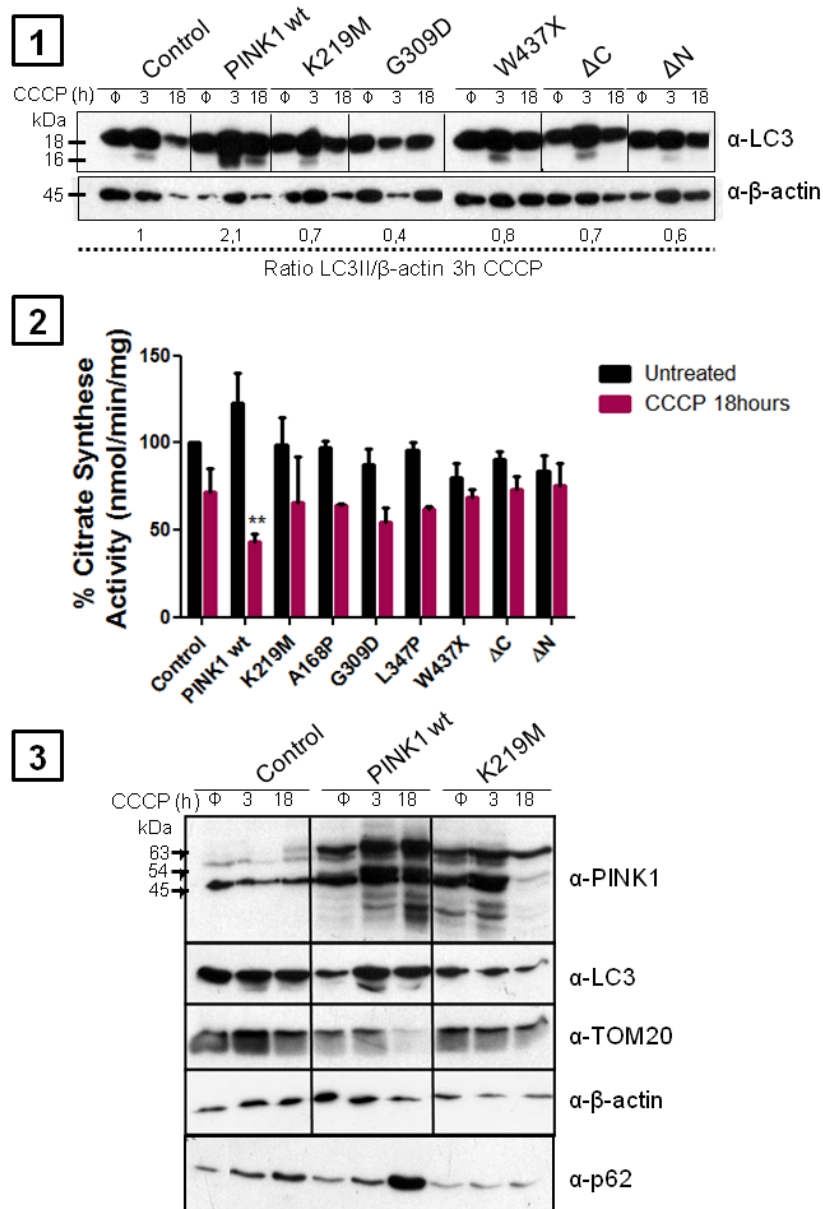 1
Control PINK1 wt K219M G309D W437X ΔC ΔN
CCCP (h) Φ 3 18 Φ 3 18 Φ 3 18 Φ 3 18 Φ 3 18 Φ 3 18 Φ 3 18
kDa
18
16
α-LC3
45
α-β-actin
1 2,1 0,7 0,4 0,8 0,7 0,6
Ratio LC3II/β-actin 3h CCCP
2
% Citrate Synthese
Activity (nmol/min/mg)
150
100
50
0
**
Untreated
CCCP 18hours
Control PINK1 wt K219M A168P G309D L347P W437X ΔC ΔN
3
Control PINK1 wt K219M
CCCP (h) Φ 3 18 Φ 3 18 Φ 3 18
kDa
63
54
45
α-PINK1
α-LC3
α-TOM20
α-β-actin
α-p62